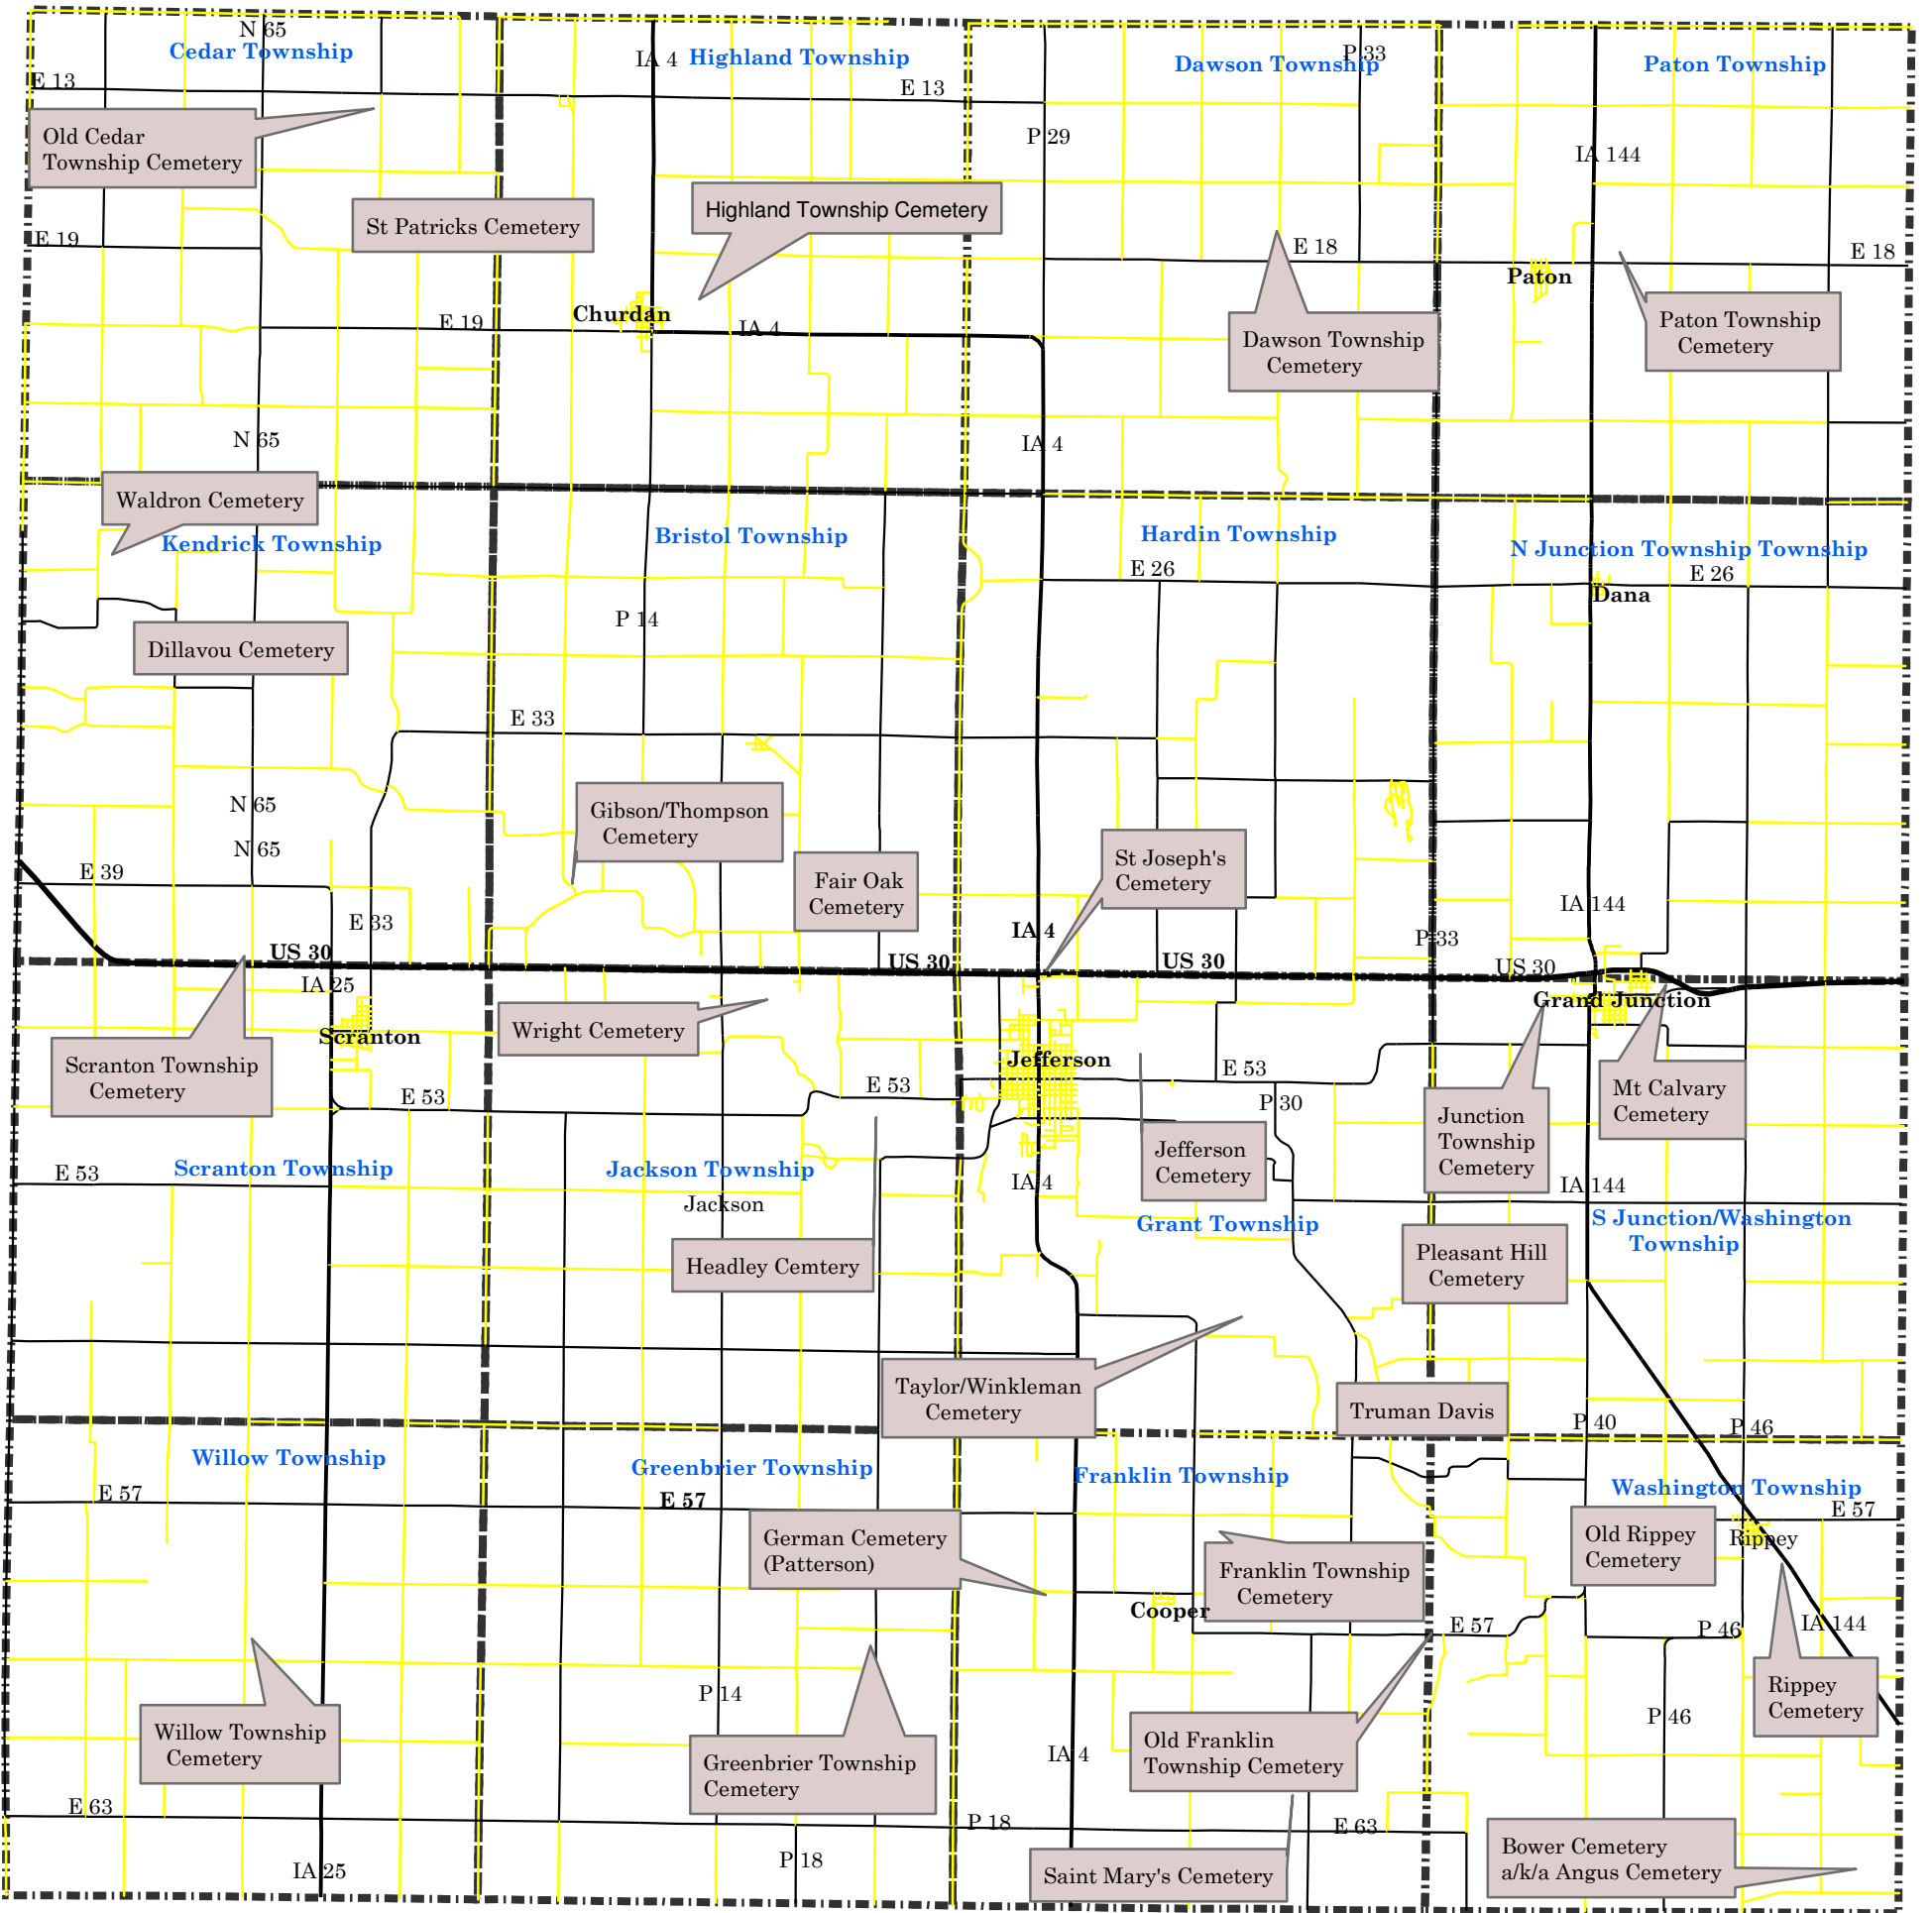 N 65
Cedar Township
IA 4
Highland Township
Dawson Township
P 33
Paton Township
E 13
E 13
Old Cedar
Township Cemetery
P 29
IA 144
St Patricks Cemetery
Highland Township Cemetery
E 19
E 18
E 18
Paton
Churdan
E 19
IA 4
Dawson Township
Cemetery
Paton Township
Cemetery
N 65
IA 4
Waldron Cemetery
Kendrick Township
Bristol Township
Hardin Township
N Junction Township Township
E 26
E 26
Dana
P 14
Dillavou Cemetery
E 33
N 65
Gibson/Thompson
Cemetery
N 65
E 39
St Joseph's
Cemetery
Fair Oak
Cemetery
E 33
IA 4
IA 144
P 33
US 30
US 30
US 30
US 30
IA 25
Grand Junction
Scranton
Wright Cemetery
Jefferson
Scranton Township
Cemetery
E 53
E 53
E 53
P 30
Mt Calvary
Cemetery
Junction
Township
Cemetery
Jefferson
Cemetery
E 53
Scranton Township
Jackson Township
Jackson
IA 4
IA 144
Grant Township
S Junction/Washington
Township
Headley Cemtery
Pleasant Hill
Cemetery
Taylor/Winkleman
Cemetery
Truman Davis
P 40
P 46
Willow Township
Greenbrier Township
Franklin Township
Washington Township
E 57
E 57
E 57
German Cemetery
(Patterson)
Old Rippey
Cemetery
Rippey
Franklin Township
Cemetery
Cooper
E 57
P 46
IA 144
Rippey
Cemetery
P 14
P 46
Willow Township
Cemetery
Old Franklin
Township Cemetery
IA 4
Greenbrier Township
Cemetery
E 63
P 18
E 63
Bower Cemetery
a/k/a Angus Cemetery
IA 25
P 18
Saint Mary's Cemetery